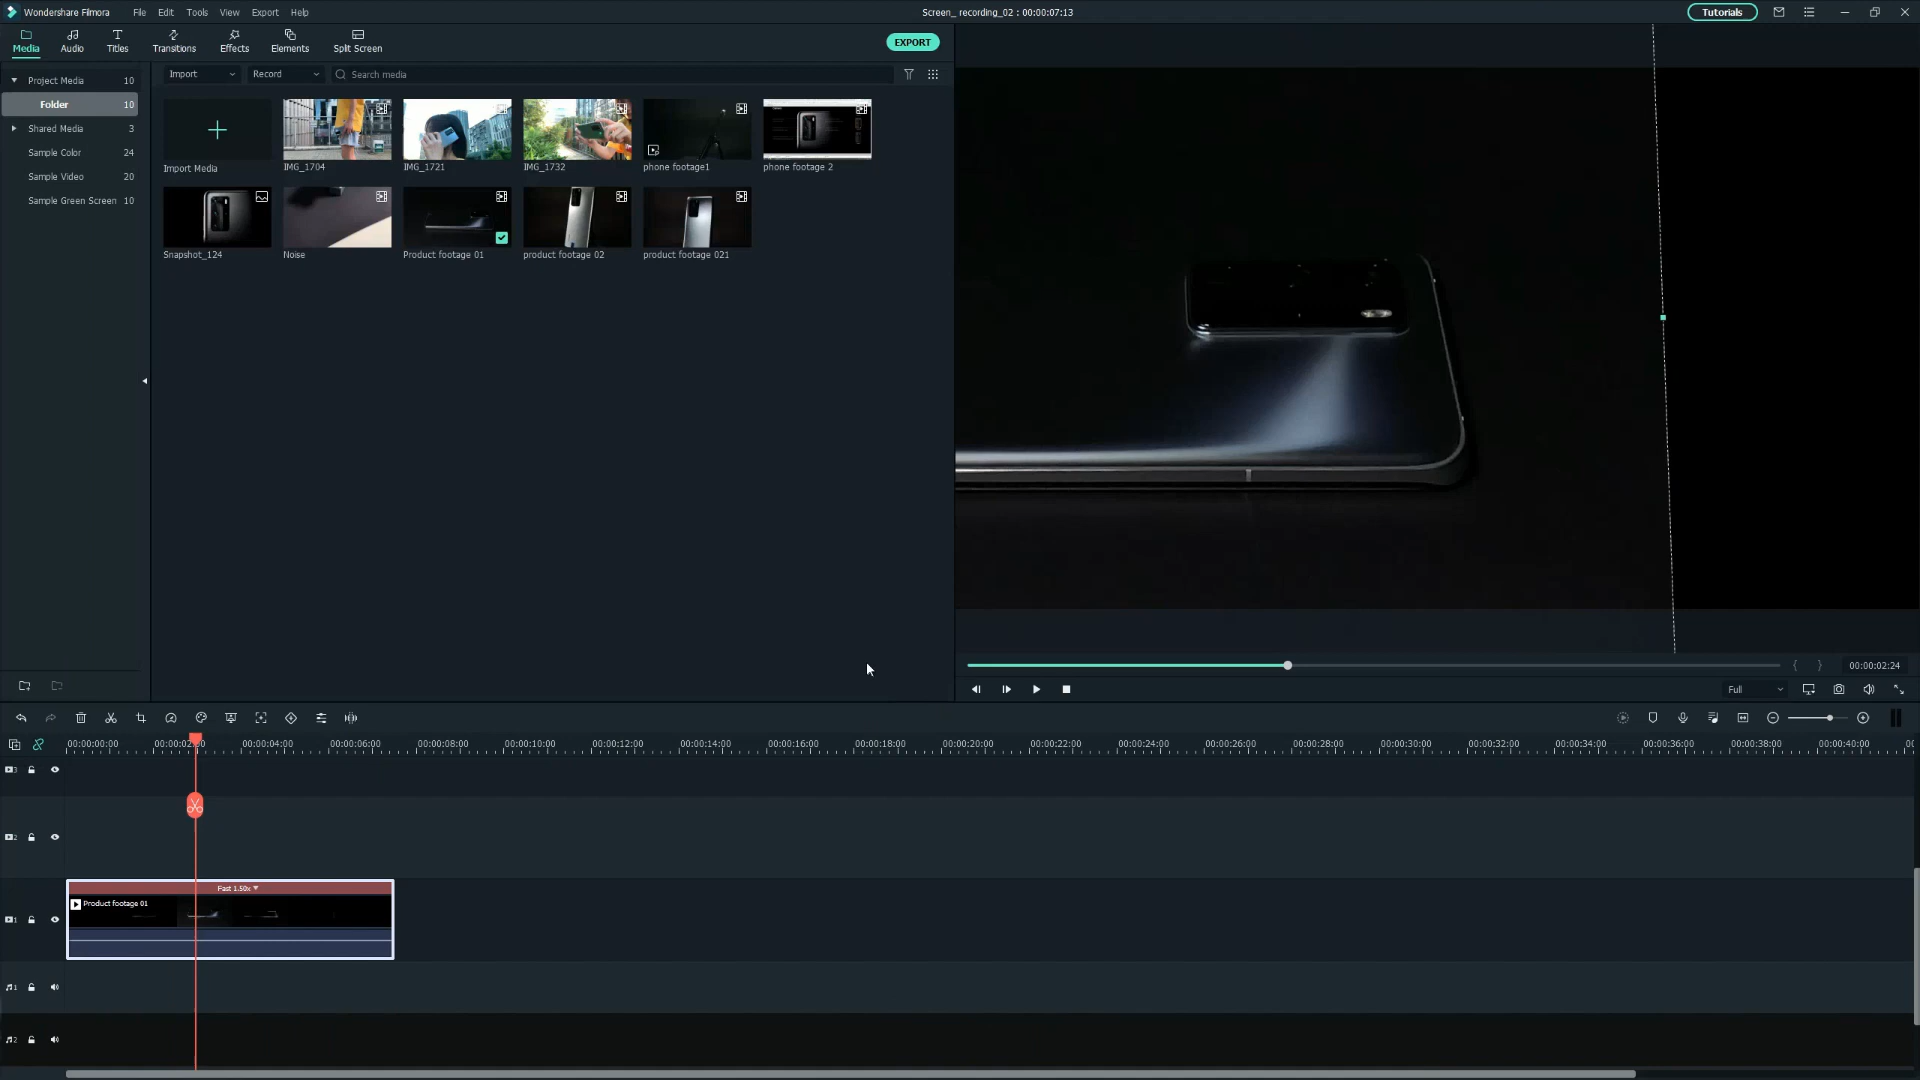 Wondershare Filmora File Edit Tools View Export Help Screen_ recording_02 : 00:00:07:13 Tutorials
Media Audio Titles Transitions Effects Elements Split Screen EXPORT
Import Record Search media
Project Media 10
Folder 10
Shared Media 3
Sample Color 24
Sample Video 20
Sample Green Screen 10
Import Media IMG_1704 IMG_1721 IMG_1732 phone footage1 phone footage 2
Snapshot_124 Noise Product footage 01 product footage 02 product footage 021
{ } 00:00:02:24
Full
00:00:00:00 00:00:04:00 00:00:06:00 00:00:08:00 00:00:10:00 00:00:12:00 00:00:14:00 00:00:16:00 00:00:18:00 00:00:20:00 00:00:22:00 00:00:24:00 00:00:26:00 00:00:28:00 00:00:30:00 00:00:32:00 00:00:34:00 00:00:36:00 00:00:38:00 00:00:40:00
3
2
Fast 1.50x
Product footage 01
1
1
2